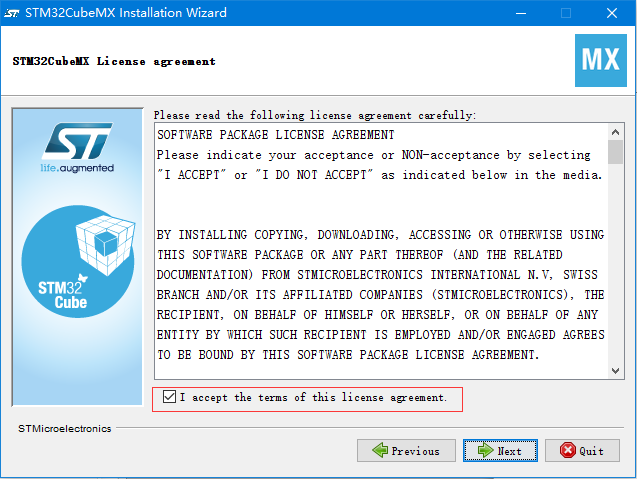 STM32CubeMX Installation Wizard
STM32CubeMX License agreement
MX
ST
life.augmented
STM32
Cube
Please read the following license agreement carefully:
SOFTWARE PACKAGE LICENSE AGREEMENT
Please indicate your acceptance or NON-acceptance by selecting
"I ACCEPT" or "I DO NOT ACCEPT" as indicated below in the media.
BY INSTALLING COPYING, DOWNLOADING, ACCESSING OR OTHERWISE USING
THIS SOFTWARE PACKAGE OR ANY PART THEREOF (AND THE RELATED
DOCUMENTATION) FROM STMICROELECTRONICS INTERNATIONAL N.V, SWISS
BRANCH AND/OR ITS AFFILIATED COMPANIES (STMICROELECTRONICS), THE
RECIPIENT, ON BEHALF OF HIMSELF OR HERSELF, OR ON BEHALF OF ANY
ENTITY BY WHICH SUCH RECIPIENT IS EMPLOYED AND/OR ENGAGED AGREES
TO BE BOUND BY THIS SOFTWARE PACKAGE LICENSE AGREEMENT.
I accept the terms of this license agreement.
STMicroelectronics
Previous
Next
Quit